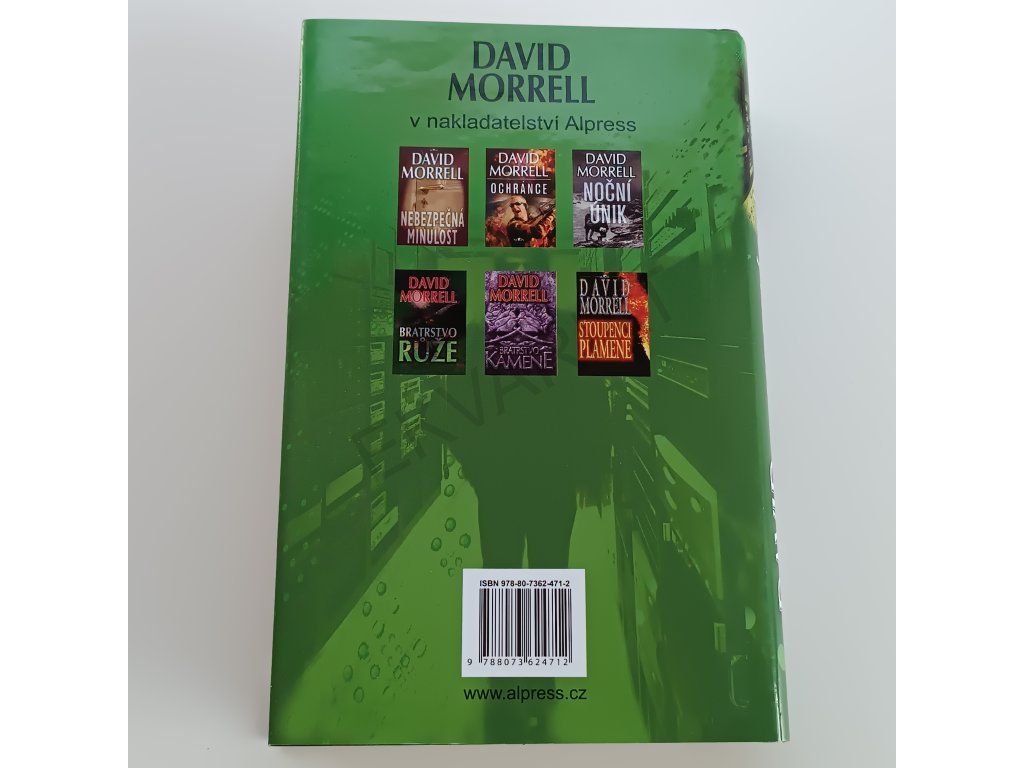 DAVID
MORRELL
v nakladatelství Alpress
DAVID
MORRELL
NEBEZPEČNÁ
MINULOST
DAVID
MORRELL
OCHRÁNCE
DAVID
MORRELL
NOČNÍ
ÚNIK
DAVID
MORRELL
BRATRSTVO
RŮŽE
DAVID
MORRELL
BRATRSTVO
KAMENE
DAVID
MORRELL
STOUPENCI
PLAMENE
ISBN 978-80-7362-471-2
9 788073 624712
www.alpress.cz